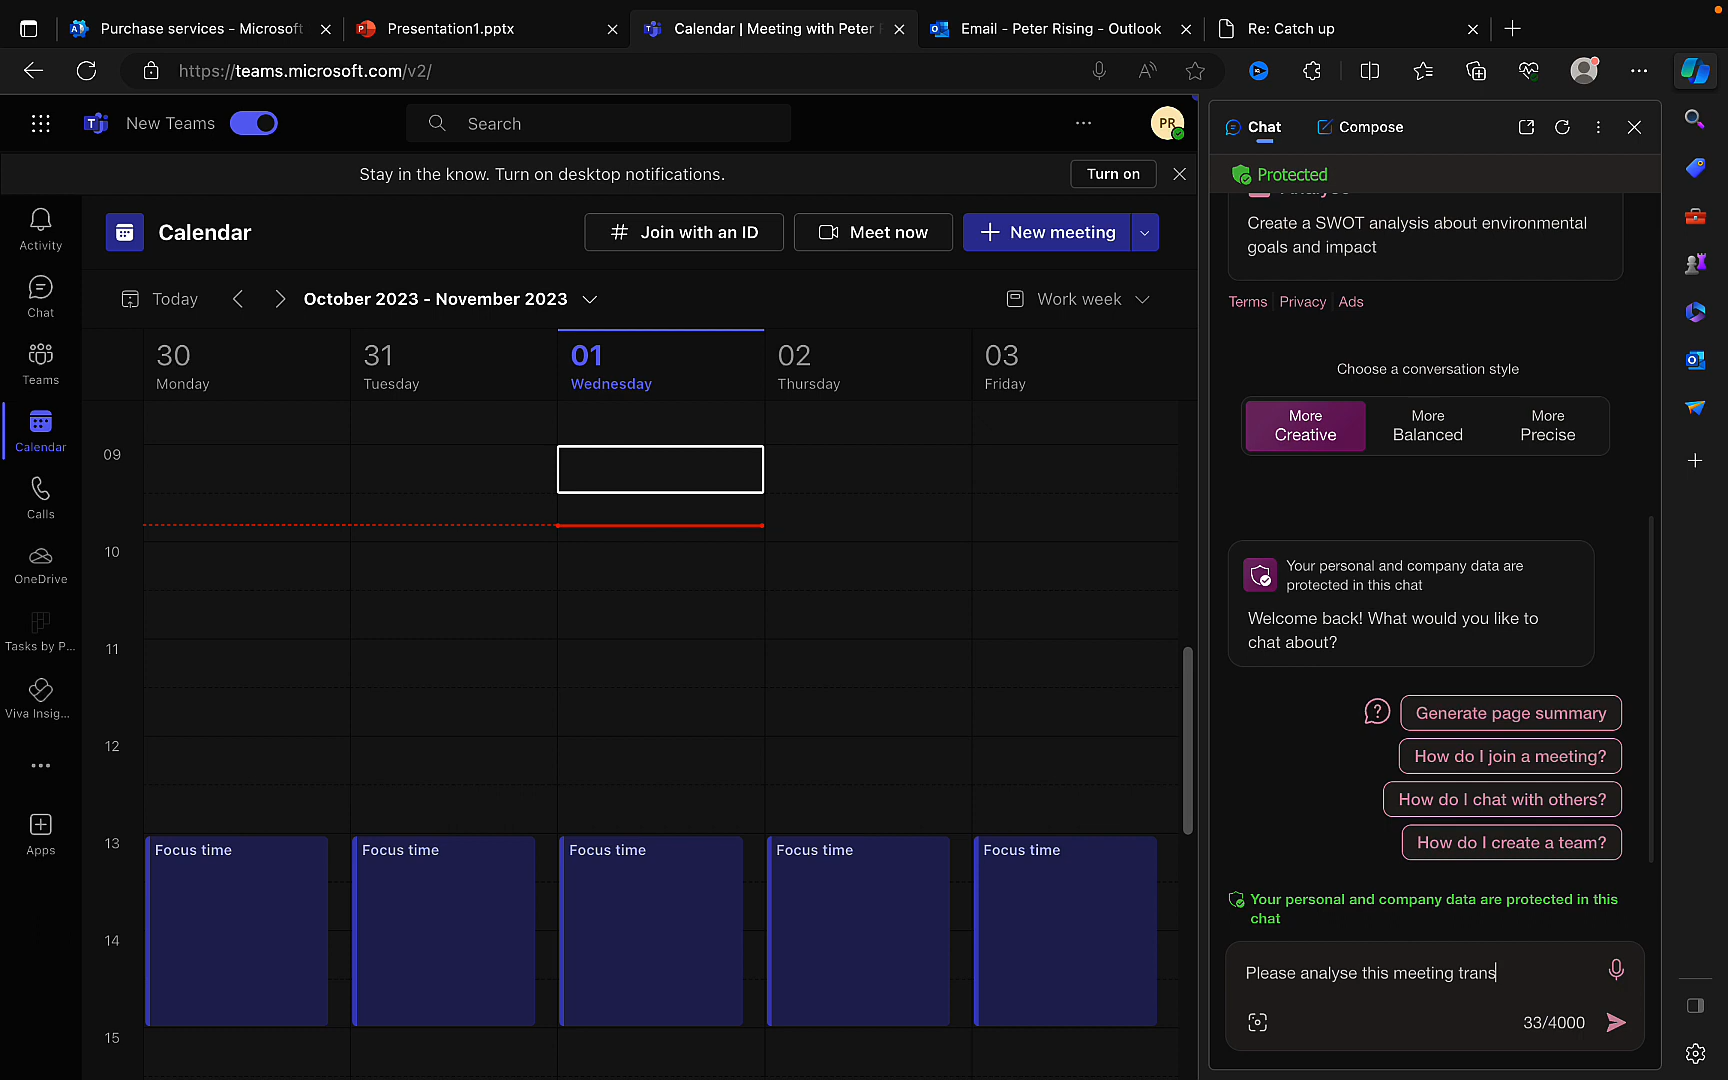 Purchase services - Microsoft
Presentation1.pptx
Calendar | Meeting with Peter
Email - Peter Rising - Outlook
Re: Catch up
https://teams.microsoft.com/v2/
New Teams
Search
PR
Stay in the know. Turn on desktop notifications.
Turn on
Calendar
# Join with an ID
Meet now
New meeting
Today
October 2023 - November 2023
Work week
30
Monday
31
Tuesday
01
Wednesday
02
Thursday
03
Friday
09
10
11
12
13
14
15
Focus time
Focus time
Focus time
Focus time
Focus time
Activity
Chat
Teams
Calendar
Calls
OneDrive
Tasks by P...
Viva Insig...
Apps
Chat
Compose
Protected
Create a SWOT analysis about environmental
goals and impact
Terms
Privacy
Ads
Choose a conversation style
More
Creative
More
Balanced
More
Precise
Your personal and company data are
protected in this chat
Welcome back! What would you like to
chat about?
Generate page summary
How do I join a meeting?
How do I chat with others?
How do I create a team?
Your personal and company data are protected in this
chat
Please analyse this meeting trans
33/4000